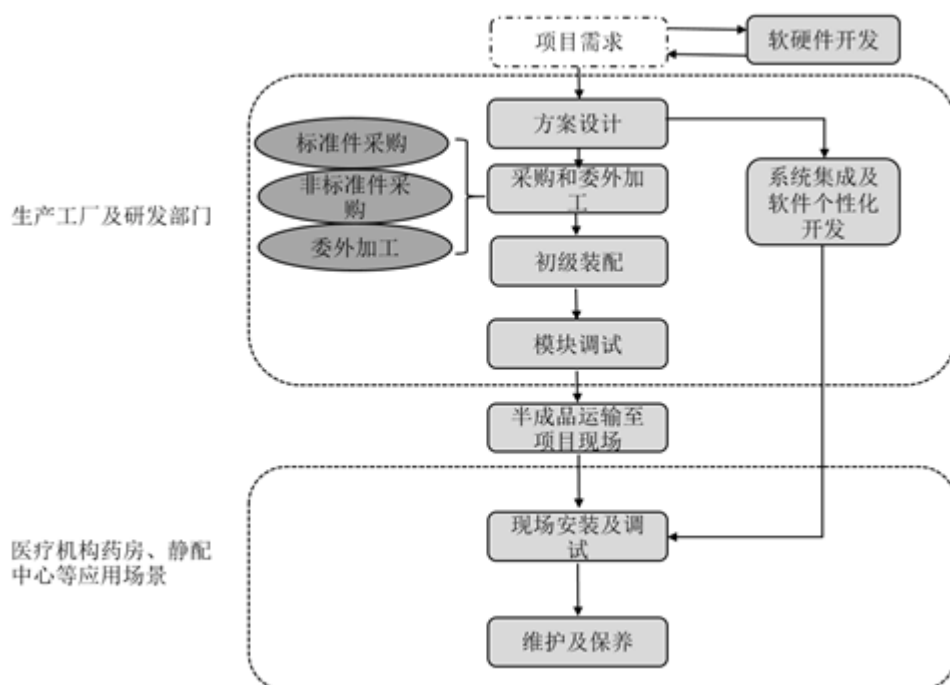 项目需求
软硬件开发
方案设计
标准件采购
非标准件采
购
委外加工
采购和委外加
工
系统集成及
软件个性化
开发
生产工厂及研发部门
初级装配
模块调试
半成品运输至
项目现场
现场安装及调
试
医疗机构药房、静配
中心等应用场景
维护及保养